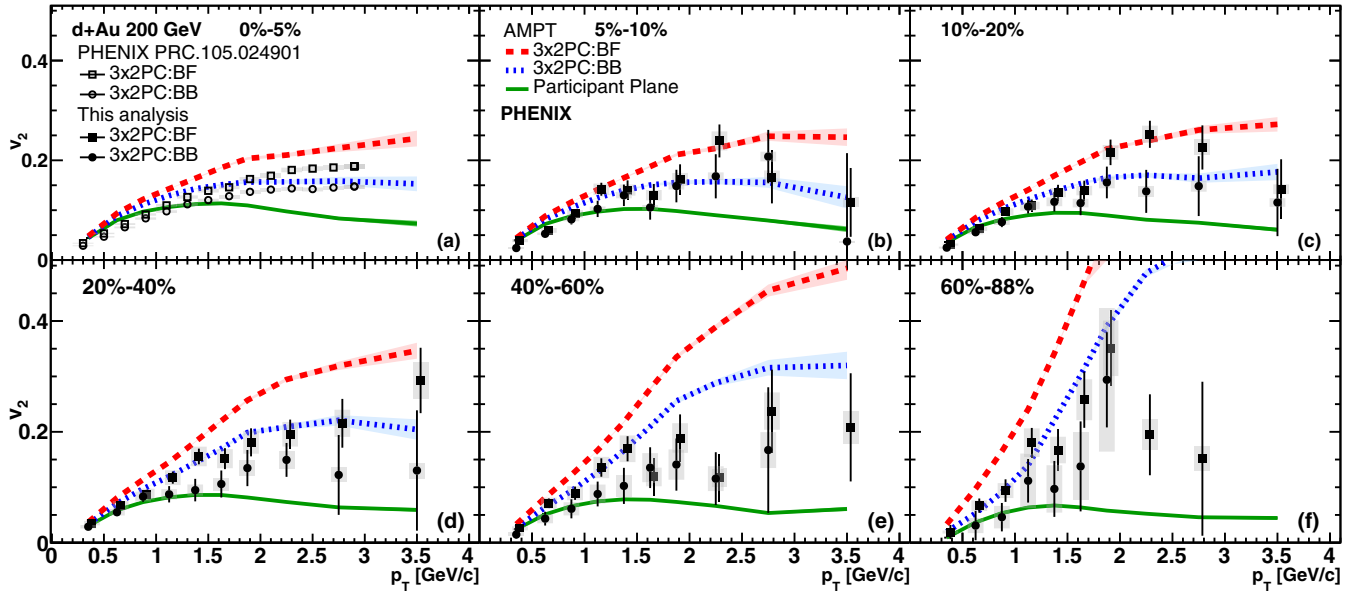 d+Au 200 GeV 0%-5%
PHENIX PRC.105.024901
3x2PC:BF
3x2PC:BB
This analysis
3x2PC:BF
3x2PC:BB
(a)
AMPT 5%-10%
3x2PC:BF
3x2PC:BB
Participant Plane
PHENIX
(b)
10%-20%
(c)
v2
0.4
0.2
0
20%-40%
(d)
40%-60%
(e)
60%-88%
(f)
v2
0.4
0.2
0
0.5 1 1.5 2 2.5 3 3.5
pT [GeV/c]
0.5 1 1.5 2 2.5 3 3.5
pT [GeV/c]
0.5 1 1.5 2 2.5 3 3.5 4
pT [GeV/c]